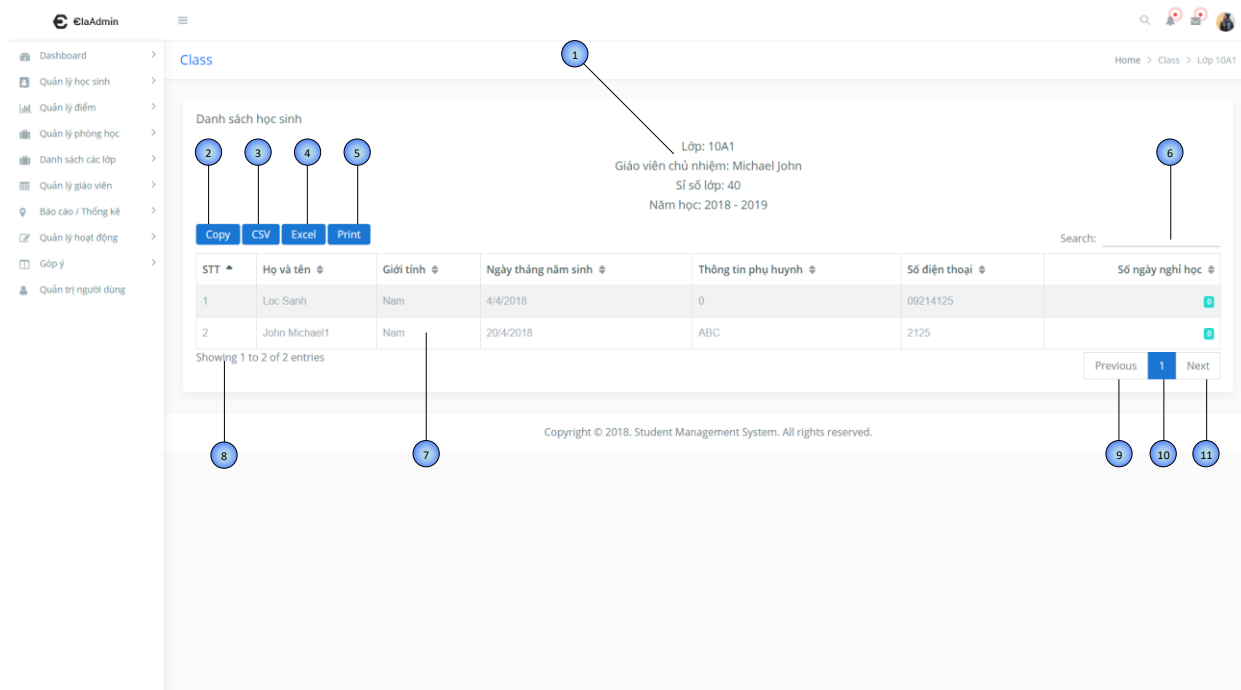 ElaAdmin
Dashboard
Quản lý học sinh
Quản lý điểm
Quản lý phòng học
Danh sách các lớp
Quản lý giáo viên
Báo cáo / Thống kê
Quản lý hoạt động
Góp ý
Quản trị người dùng
Class
1
Home > Class > Lớp 10A1
Danh sách học sinh
Lớp: 10A1
Giáo viên chủ nhiệm: Michael John
Sỉ số lớp: 40
Năm học: 2018 - 2019
2 3 4 5 6
Copy CSV Excel Print
Search:
STT Họ và tên Giới tính Ngày tháng năm sinh Thông tin phụ huynh Số điện thoại Số ngày nghỉ học
1 Loc Sanh Nam 4/4/2018 0 09214125 0
2 John Michael1 Nam 20/4/2018 ABC 2125 0
Showing 1 to 2 of 2 entries
Previous 1 Next
Copyright © 2018. Student Management System. All rights reserved.
8 7 9 10 11